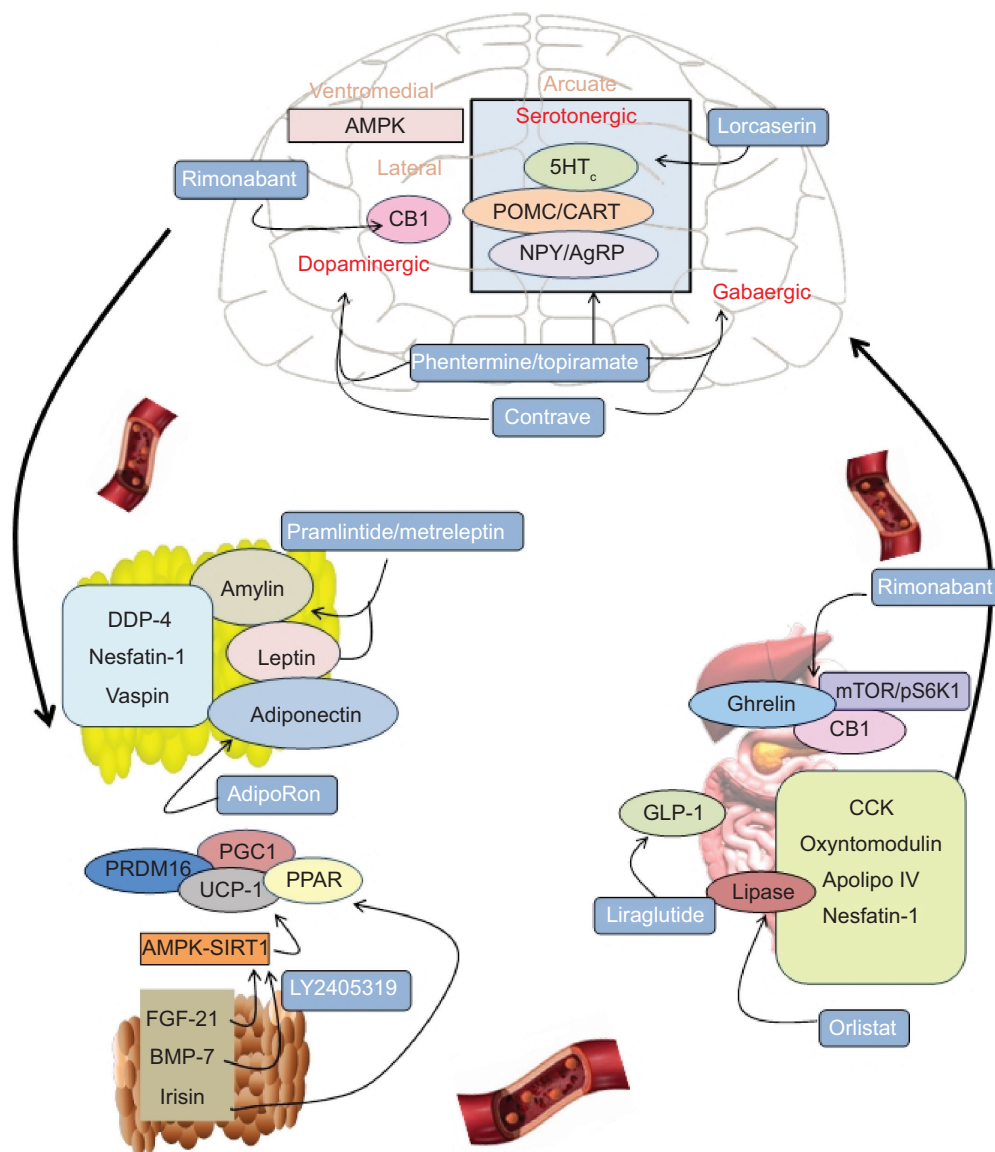 Ventromedial
Arcuate
AMPK
Serotonergic
Lorcaserin
Lateral
5HTc
Rimonabant
CB1
POMC/CART
NPY/AgRP
Dopaminergic
Gabaergic
Phentermine/topiramate
Contrave
Pramlintide/metreleptin
Amylin
DDP-4
Nesfatin-1
Vaspin
Leptin
Adiponectin
AdipoRon
PRDM16
PGC1
UCP-1
PPAR
AMPK-SIRT1
LY2405319
FGF-21
BMP-7
Irisin
Rimonabant
mTOR/pS6K1
Ghrelin
CB1
GLP-1
CCK
Oxyntomodulin
Apolipo IV
Nesfatin-1
Lipase
Liraglutide
Orlistat